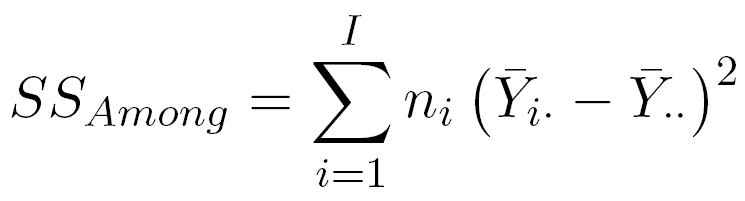 $SS_{Among} = \sum_{i=1}^{I} n_i \left( \bar{Y}_{i\cdot} - \bar{Y}_{\cdot\cdot} \right)^2$